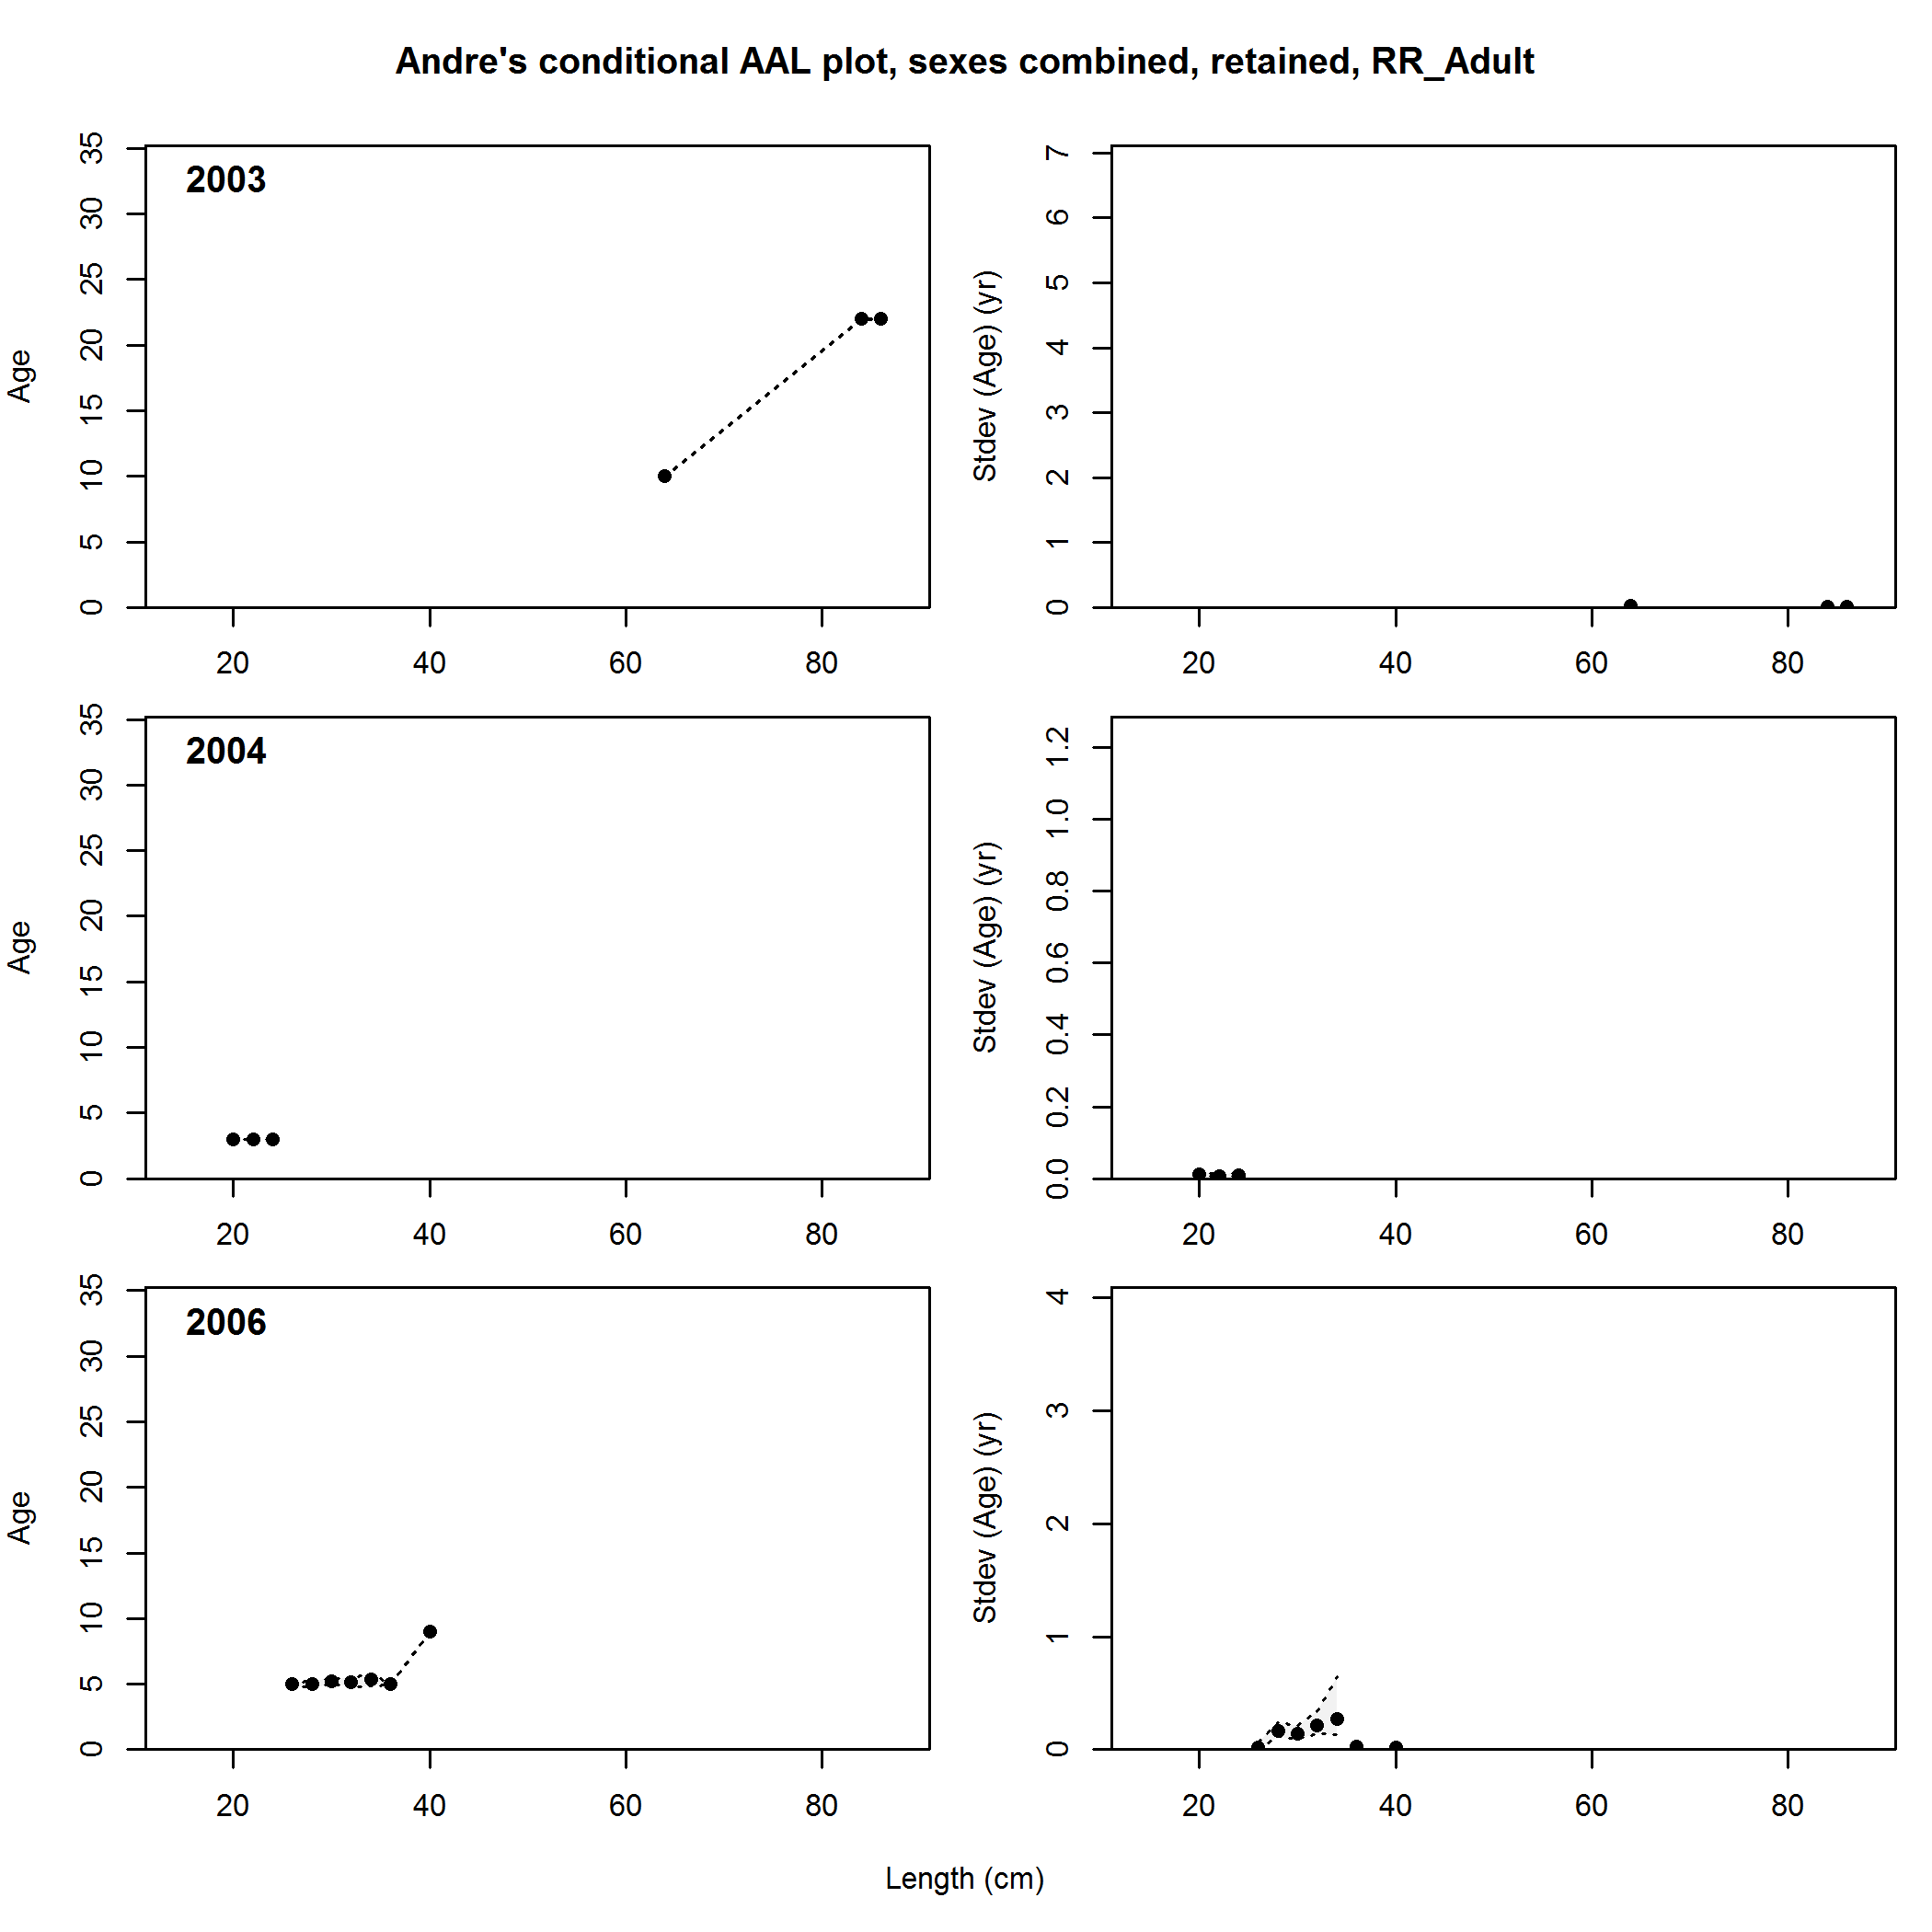 Andre's conditional AAL plot, sexes combined, retained, RR_Adult
2003
Age
0 5 10 15 20 25 30 35
20 40 60 80
Stdev (Age) (yr)
0 1 2 3 4 5 6 7
20 40 60 80
2004
Age
0 5 10 15 20 25 30 35
20 40 60 80
Stdev (Age) (yr)
0.0 0.2 0.4 0.6 0.8 1.0 1.2
20 40 60 80
2006
Age
0 5 10 15 20 25 30 35
20 40 60 80
Stdev (Age) (yr)
0 1 2 3 4
20 40 60 80
Length (cm)